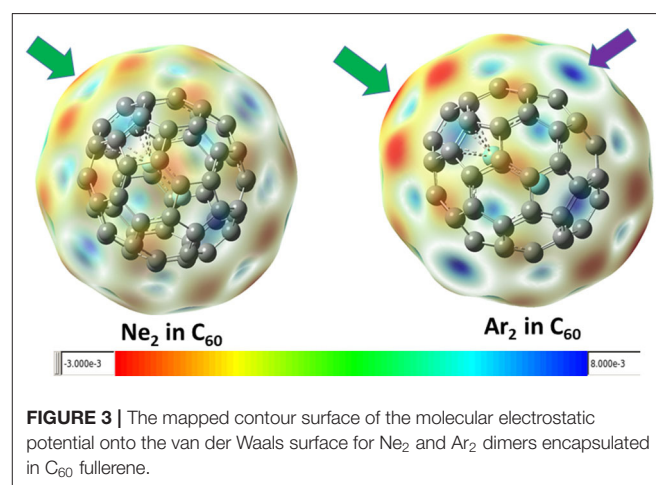 Ne₂ in C₆₀
Ar₂ in C₆₀
-3.000e-3
8.000e-3
FIGURE 3 | The mapped contour surface of the molecular electrostatic
potential onto the van der Waals surface for Ne₂ and Ar₂ dimers encapsulated
in C₆₀ fullerene.